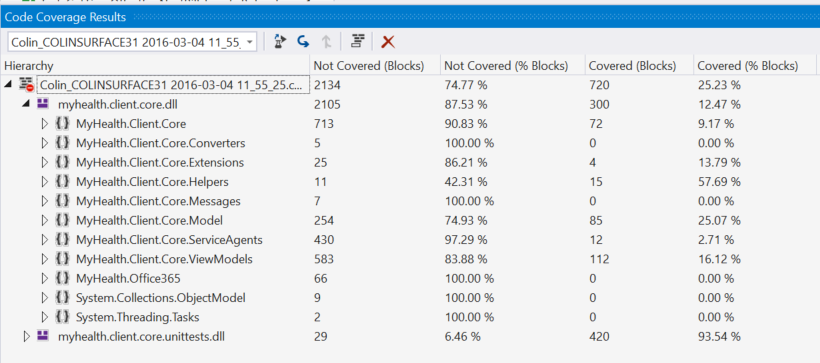 Code Coverage Results
Colin_COLINSURFACE31 2016-03-04 11_55_
Hierarchy Not Covered (Blocks) Not Covered (% Blocks) Covered (Blocks) Covered (% Blocks)
Colin_COLINSURFACE31 2016-03-04 11_55_25.c... 2134 74.77 % 720 25.23 %
myhealth.client.core.dll 2105 87.53 % 300 12.47 %
{} MyHealth.Client.Core 713 90.83 % 72 9.17 %
{} MyHealth.Client.Core.Converters 5 100.00 % 0 0.00 %
{} MyHealth.Client.Core.Extensions 25 86.21 % 4 13.79 %
{} MyHealth.Client.Core.Helpers 11 42.31 % 15 57.69 %
{} MyHealth.Client.Core.Messages 7 100.00 % 0 0.00 %
{} MyHealth.Client.Core.Model 254 74.93 % 85 25.07 %
{} MyHealth.Client.Core.ServiceAgents 430 97.29 % 12 2.71 %
{} MyHealth.Client.Core.ViewModels 583 83.88 % 112 16.12 %
{} MyHealth.Office365 66 100.00 % 0 0.00 %
{} System.Collections.ObjectModel 9 100.00 % 0 0.00 %
{} System.Threading.Tasks 2 100.00 % 0 0.00 %
myhealth.client.core.unittests.dll 29 6.46 % 420 93.54 %